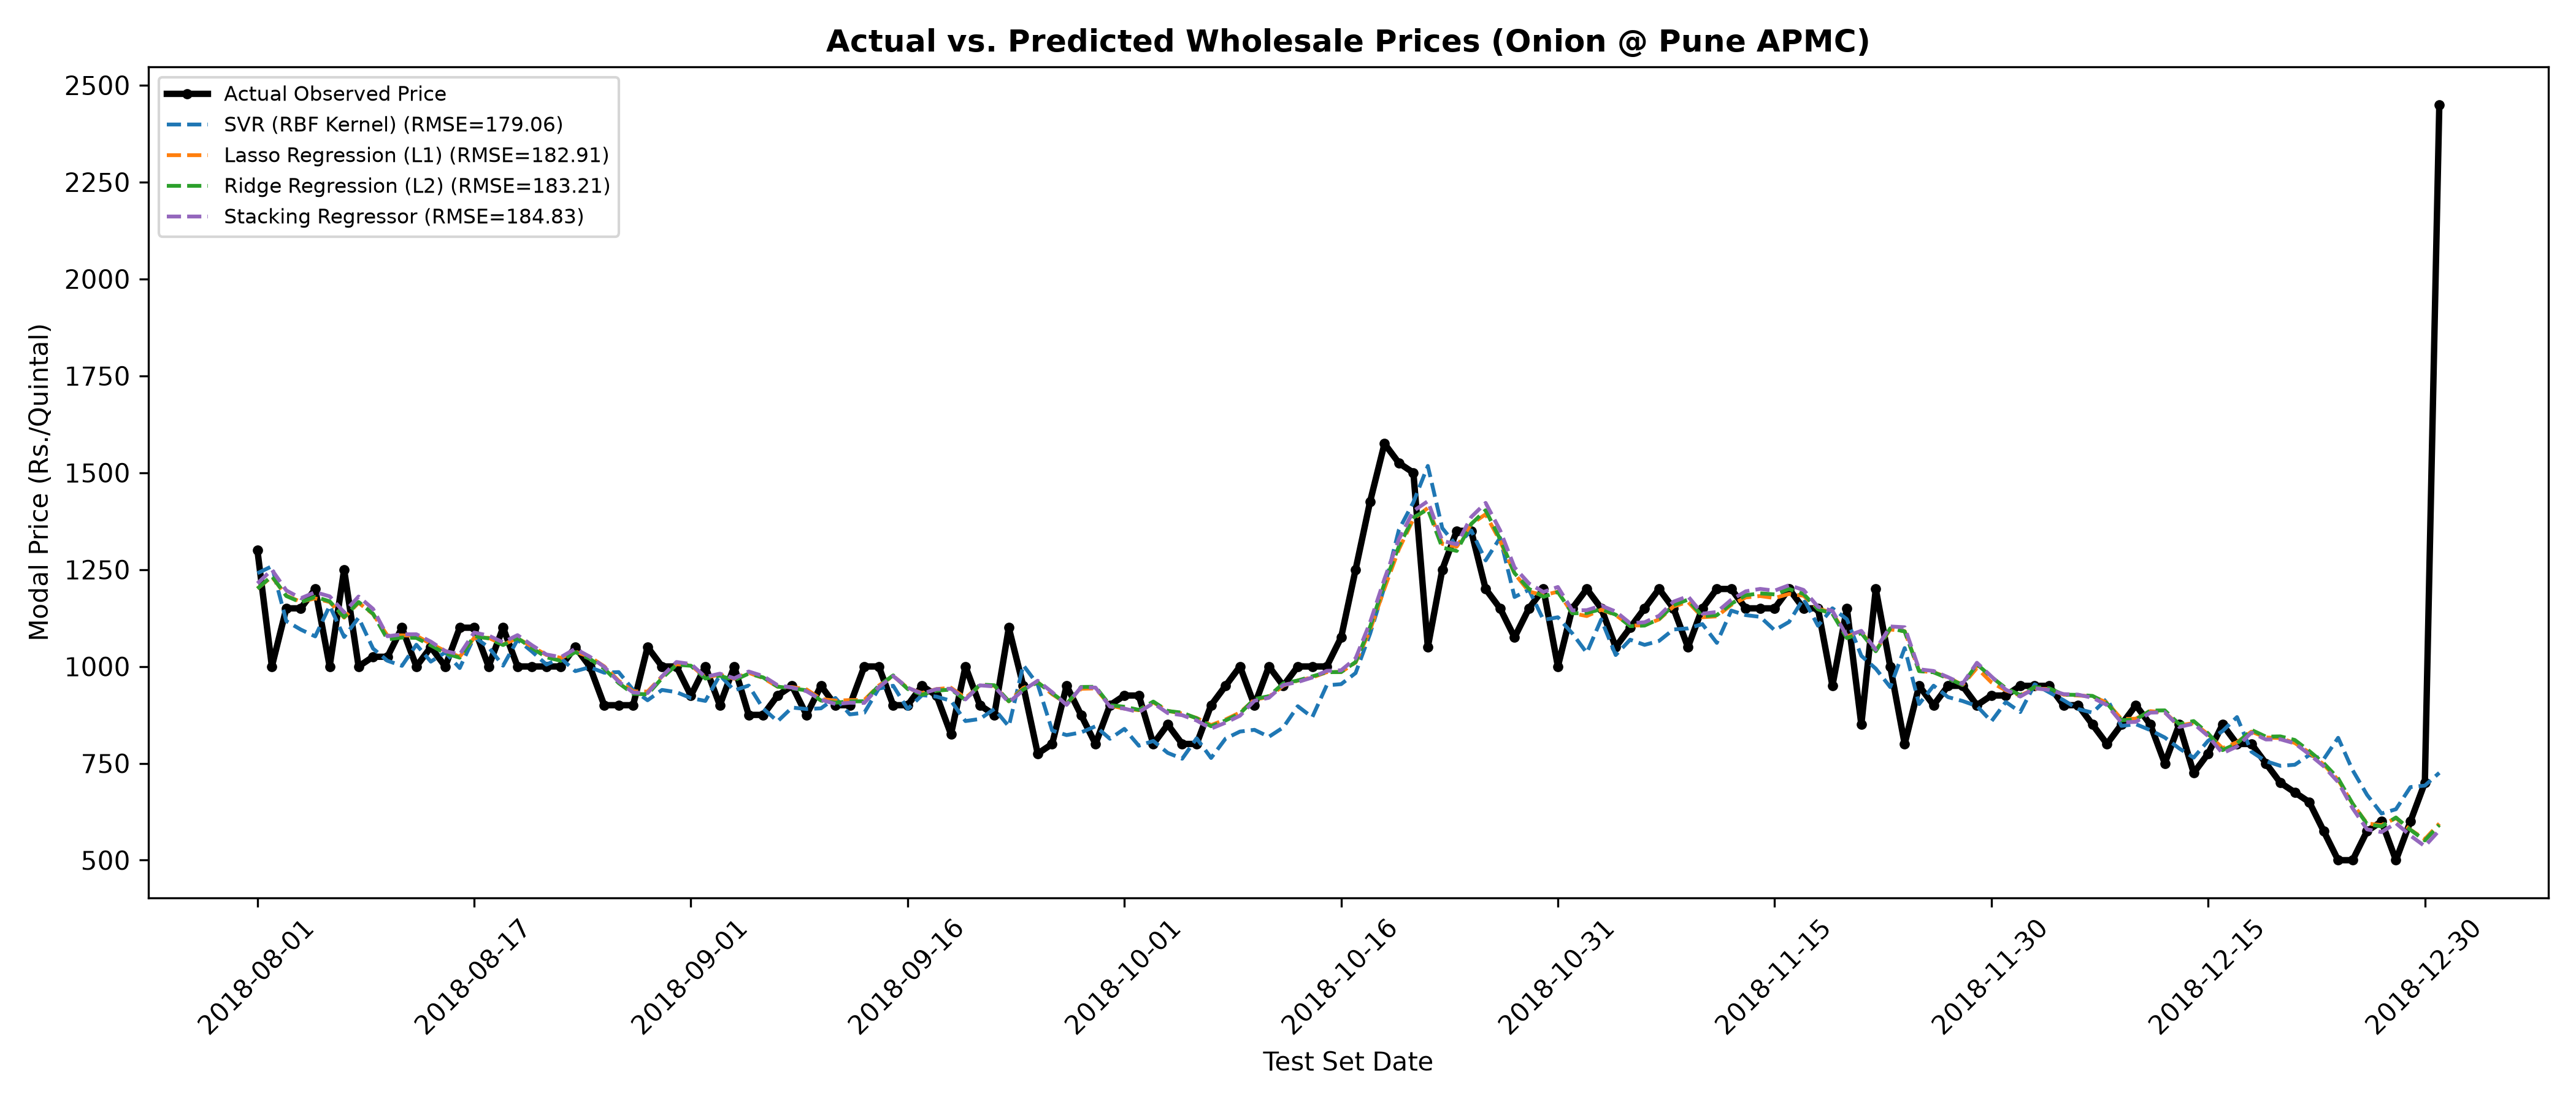 Actual vs. Predicted Wholesale Prices (Onion @ Pune APMC)
Modal Price (Rs./Quintal)
2500
2250
2000
1750
1500
1250
1000
750
500
Actual Observed Price
SVR (RBF Kernel) (RMSE=179.06)
Lasso Regression (L1) (RMSE=182.91)
Ridge Regression (L2) (RMSE=183.21)
Stacking Regressor (RMSE=184.83)
2018-08-01
2018-08-17
2018-09-01
2018-09-16
2018-10-01
2018-10-16
2018-10-31
2018-11-15
2018-11-30
2018-12-15
2018-12-30
Test Set Date